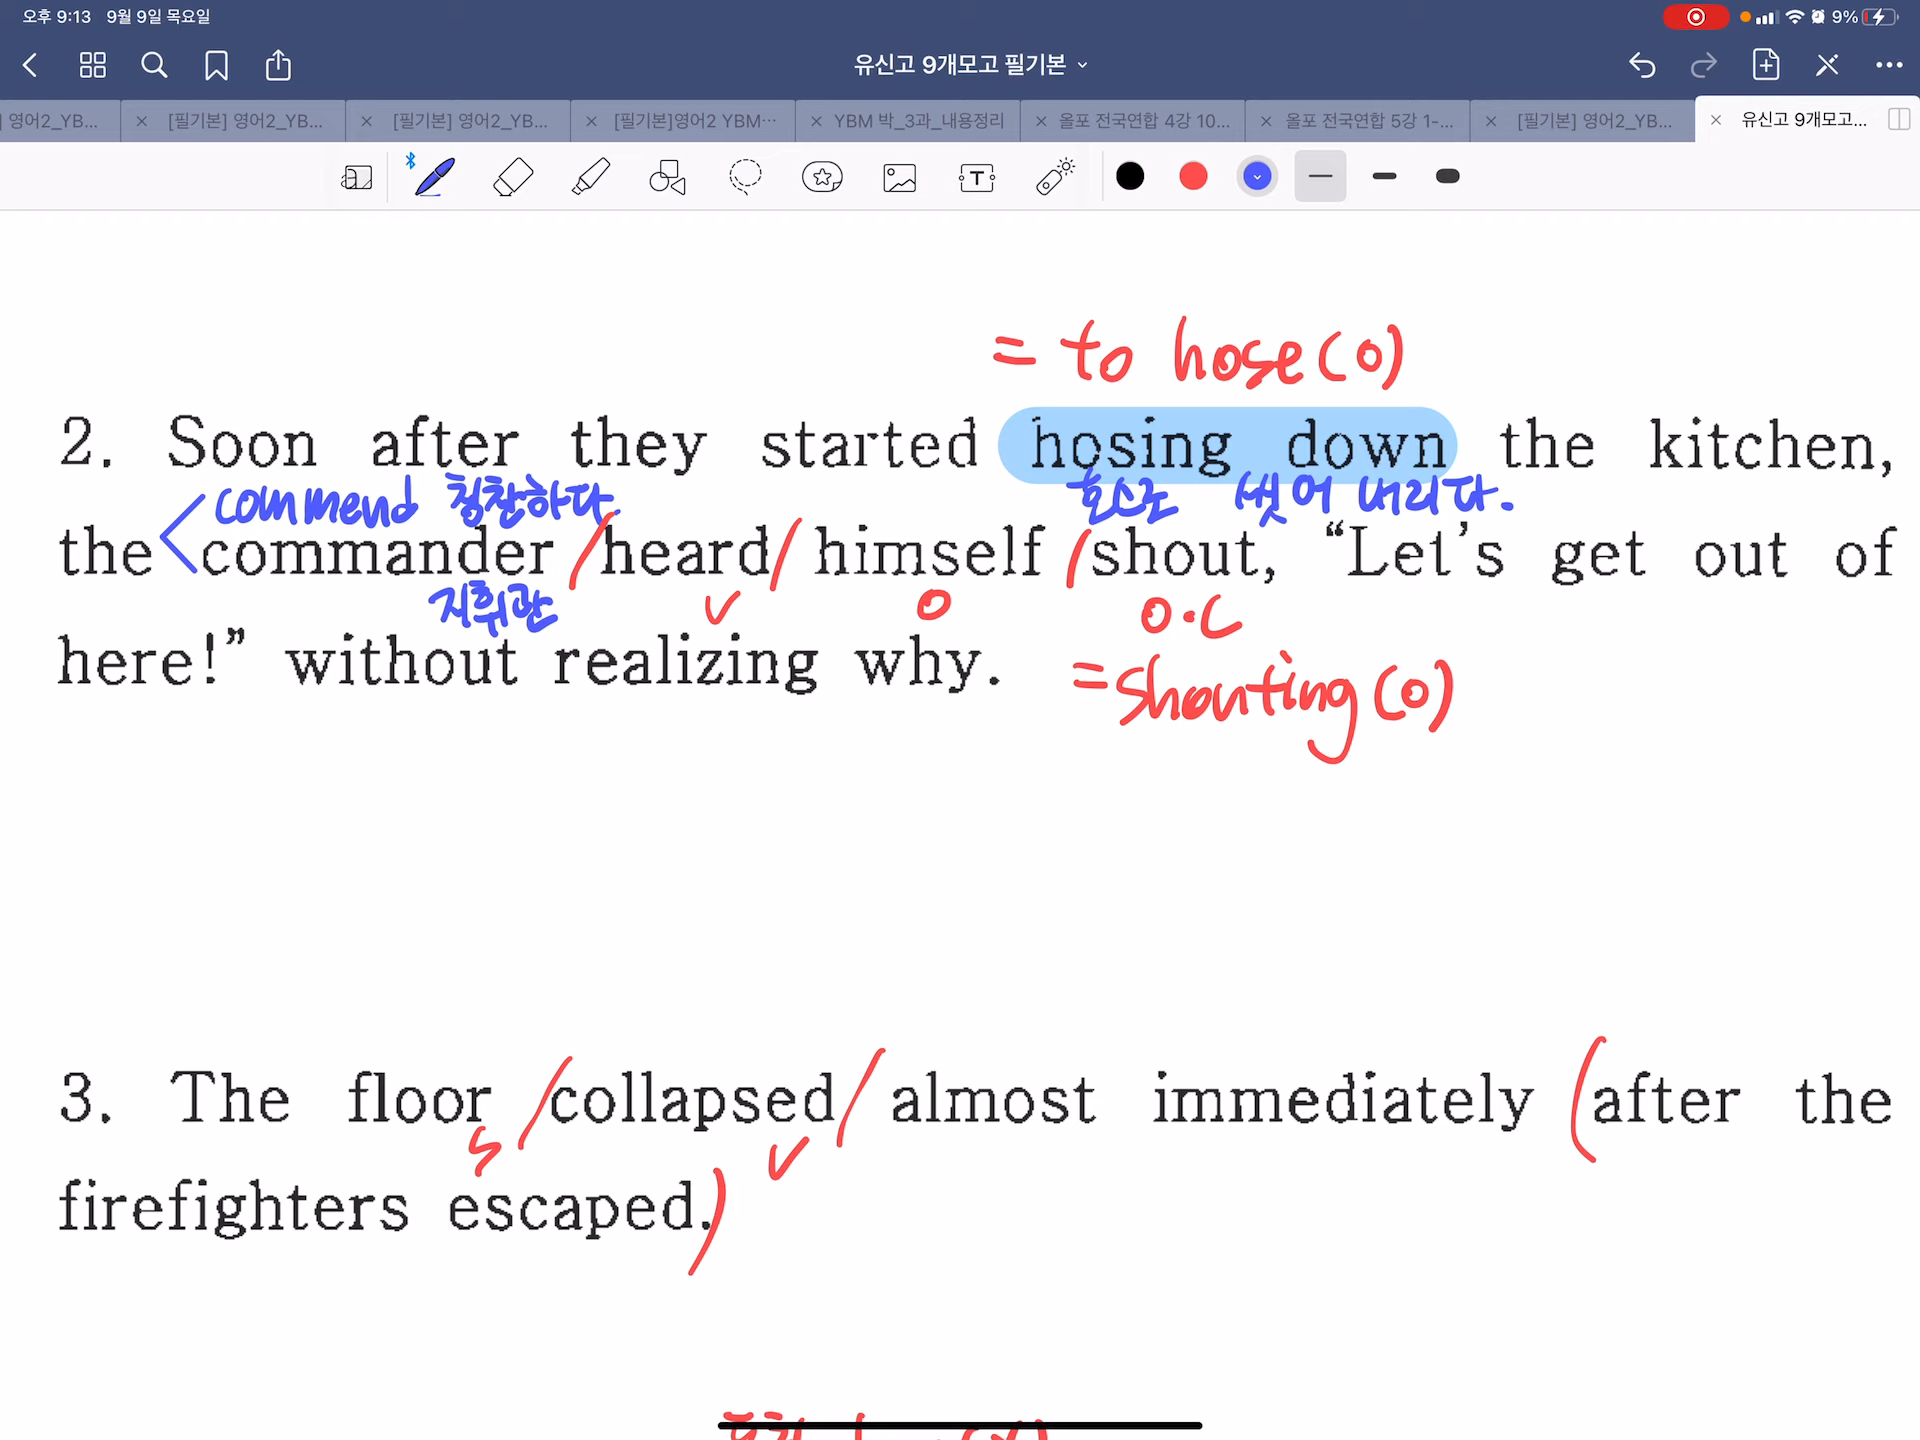 오후 9:13 9월 9일 목요일
9%
유신고 9개모고 필기본
영어2_YB...
[필기본] 영어2_YB...
[필기본] 영어2_YB...
[필기본]영어2 YBM...
YBM 박_3과_내용정리
올포 전국연합 4강 10...
올포 전국연합 5강 1-...
[필기본] 영어2_YB...
유신고 9개모고...
= to hose(O)
2. Soon after they started hosing down the kitchen,
commend 칭찬하다.
호스로 씻어 내리다.
the commander / heard / himself / shout, “Let's get out of
지휘관
V O O.C
here!” without realizing why.
= Shouting(O)
3. The floor / collapsed / almost immediately (after the
S V
firefighters escaped.)